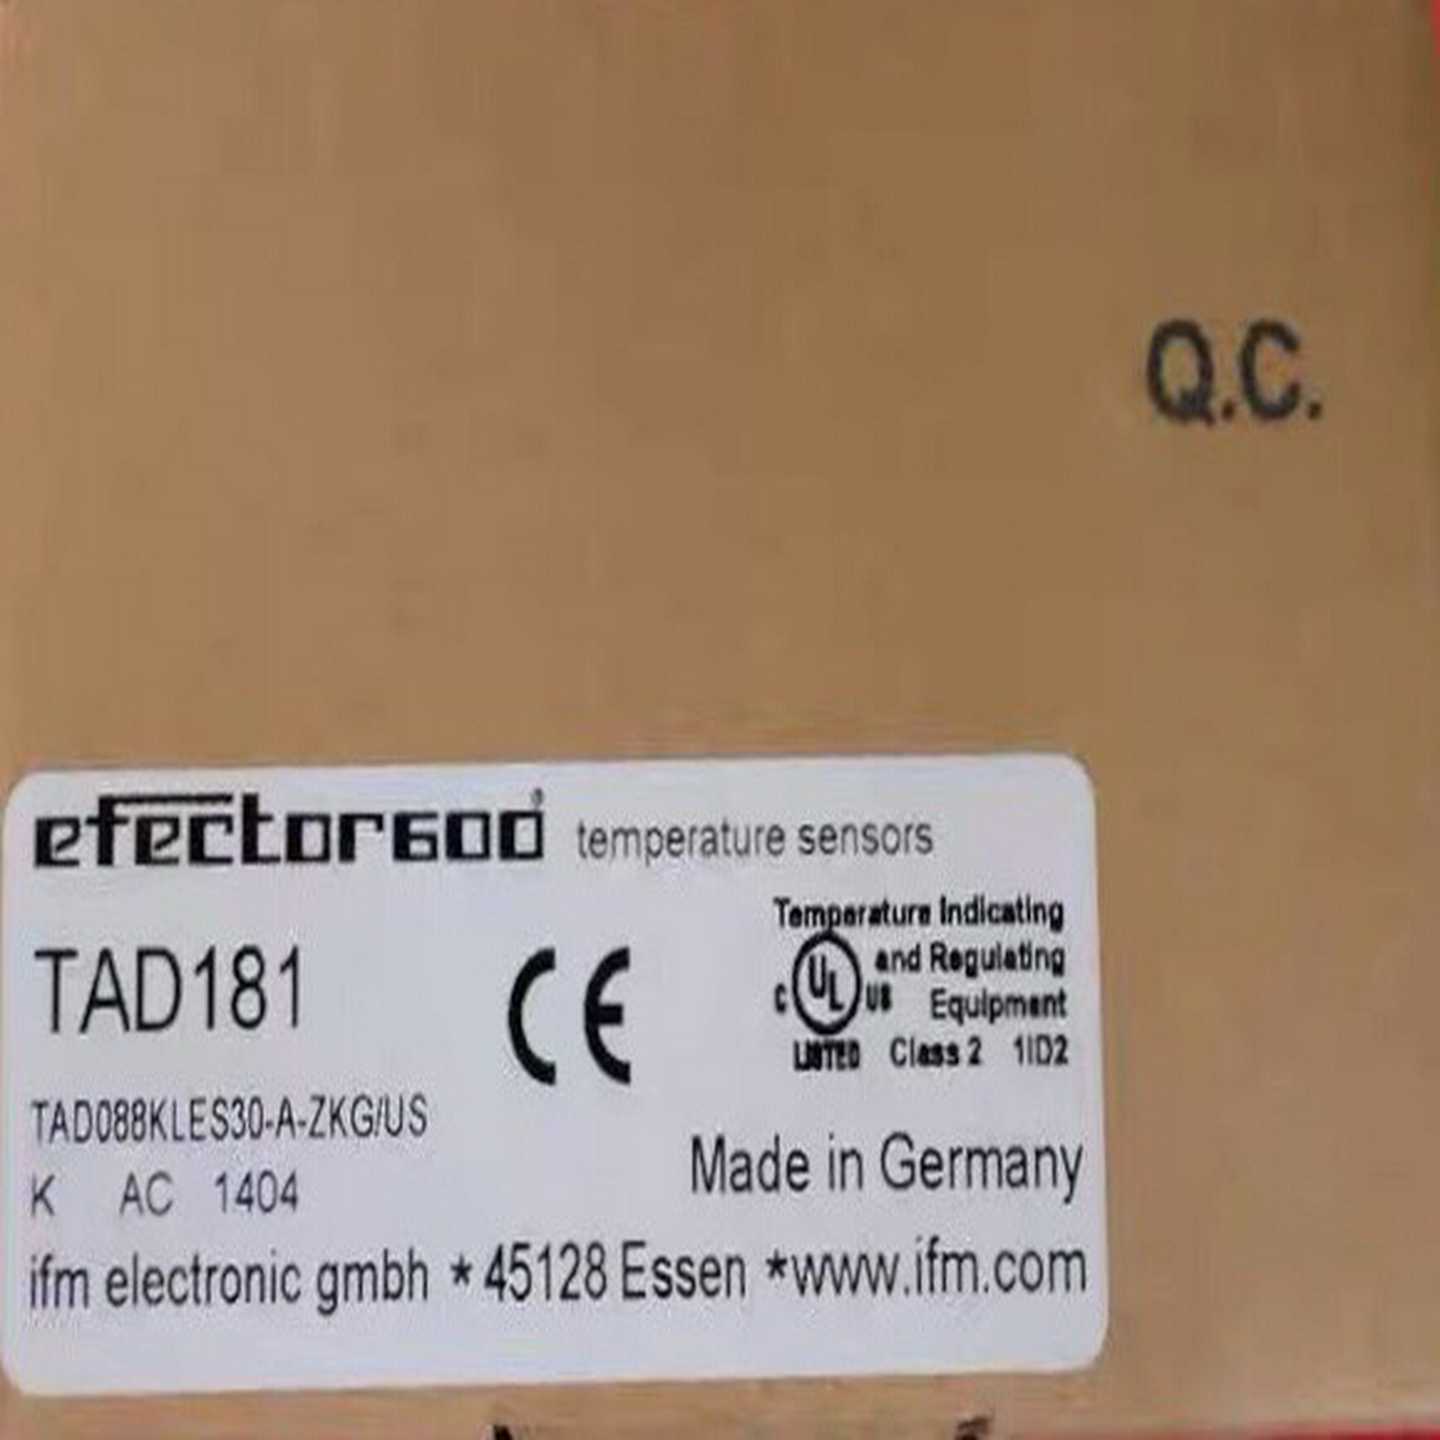 Q.C.
efector600® temperature sensors
TAD181
CE
Temperature Indicating
and Regulating
C UL US Equipment
LISTED Class 2 1ID2
TAD088KLES30-A-ZKG/US
K AC 1404
Made in Germany
ifm electronic gmbh * 45128 Essen *www.ifm.com